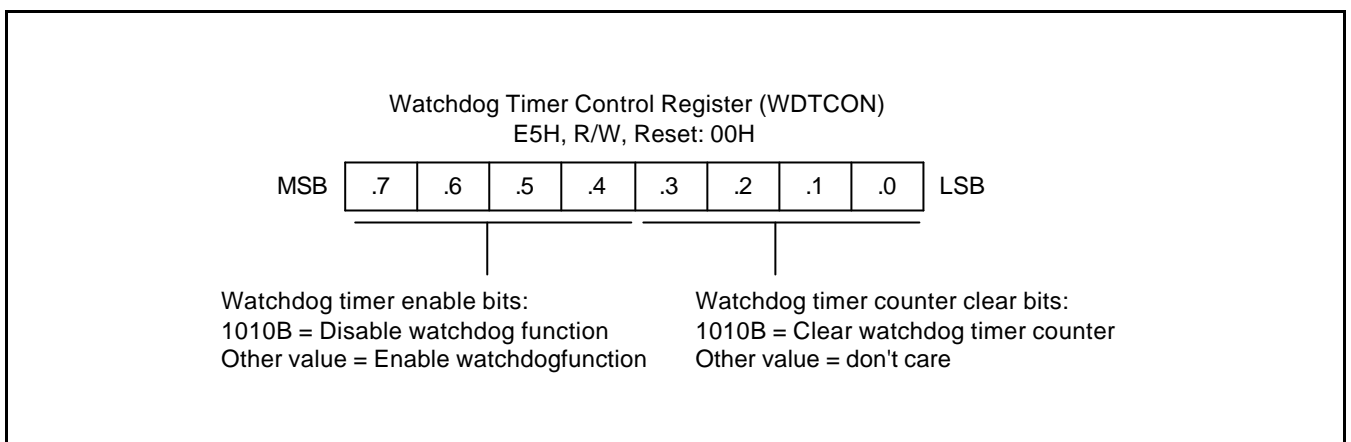 Watchdog Timer Control Register (WDTCON)
E5H, R/W, Reset: 00H
MSB .7 .6 .5 .4 .3 .2 .1 .0 LSB
Watchdog timer enable bits:
1010B = Disable watchdog function
Other value = Enable watchdogfunction
Watchdog timer counter clear bits:
1010B = Clear watchdog timer counter
Other value = don't care